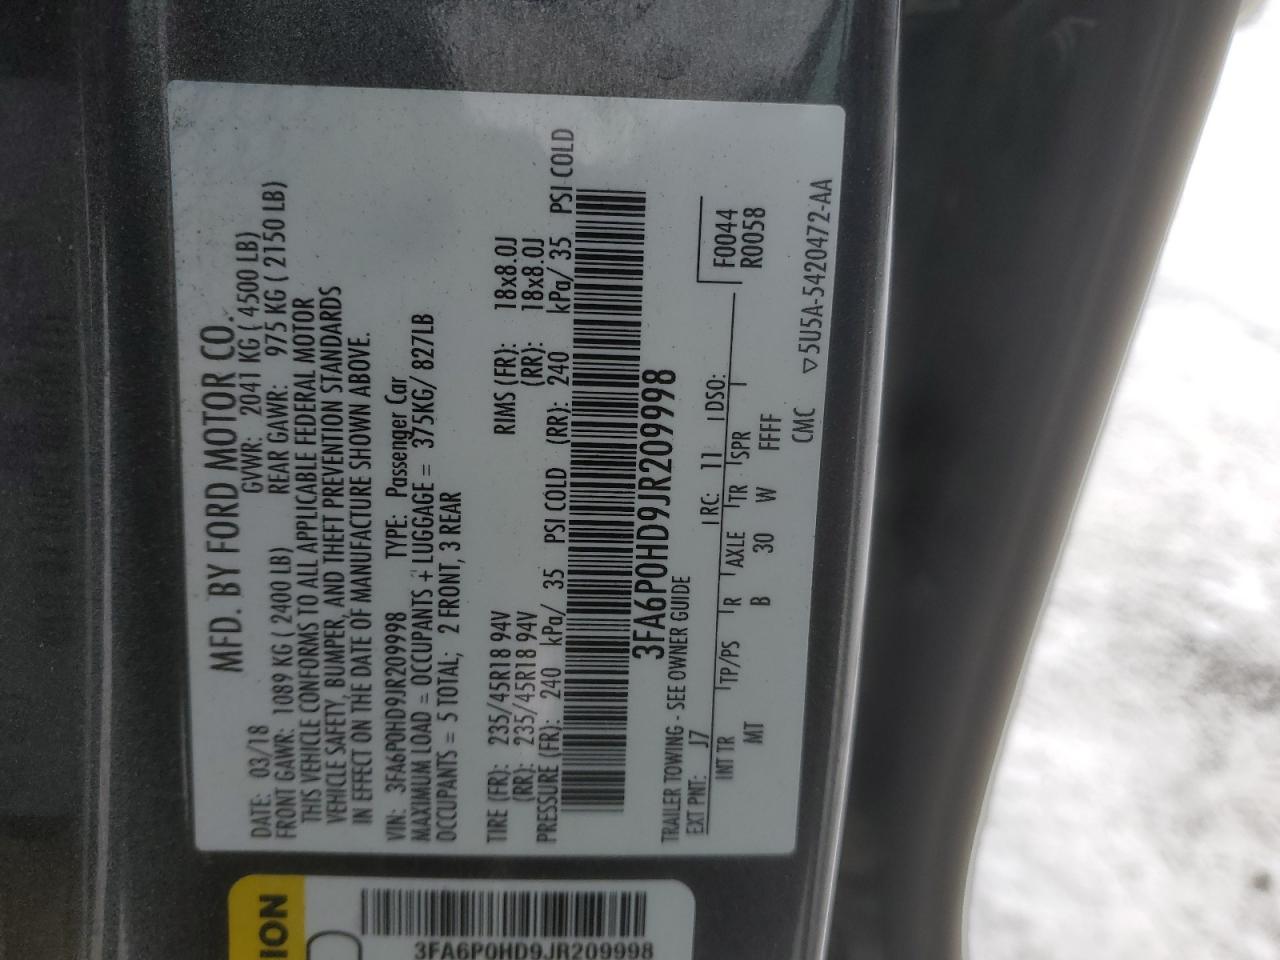 MFD. BY FORD MOTOR CO.
DATE: 03/18 GVWR: 2041 KG ( 4500 LB)
FRONT GAWR: 1089 KG ( 2400 LB) REAR GAWR: 975 KG ( 2150 LB)
THIS VEHICLE CONFORMS TO ALL APPLICABLE FEDERAL MOTOR
VEHICLE SAFETY, BUMPER, AND THEFT PREVENTION STANDARDS
IN EFFECT ON THE DATE OF MANUFACTURE SHOWN ABOVE.
VIN: 3FA6P0HD9JR209998 TYPE: Passenger Car
MAXIMUM LOAD = OCCUPANTS + LUGGAGE = 375KG/ 827LB
OCCUPANTS = 5 TOTAL; 2 FRONT, 3 REAR
TIRE (FR): 235/45R18 94V RIMS (FR): 18x8.0J
(RR): 235/45R18 94V (RR): 18x8.0J
PRESSURE (FR): 240 kPa/ 35 PSI COLD (RR): 240 kPa/ 35 PSI COLD
3FA6P0HD9JR209998
TRAILER TOWING - SEE OWNER GUIDE
F0044
R0058
EXT PNT: J7 RC: 11 DSO:
INT TR TP/PS R AXLE TR SPR
MT B 30 W FFFF
CMC ▽5U5A-5420472-AA
ION
3FA6P0HD9JR209998